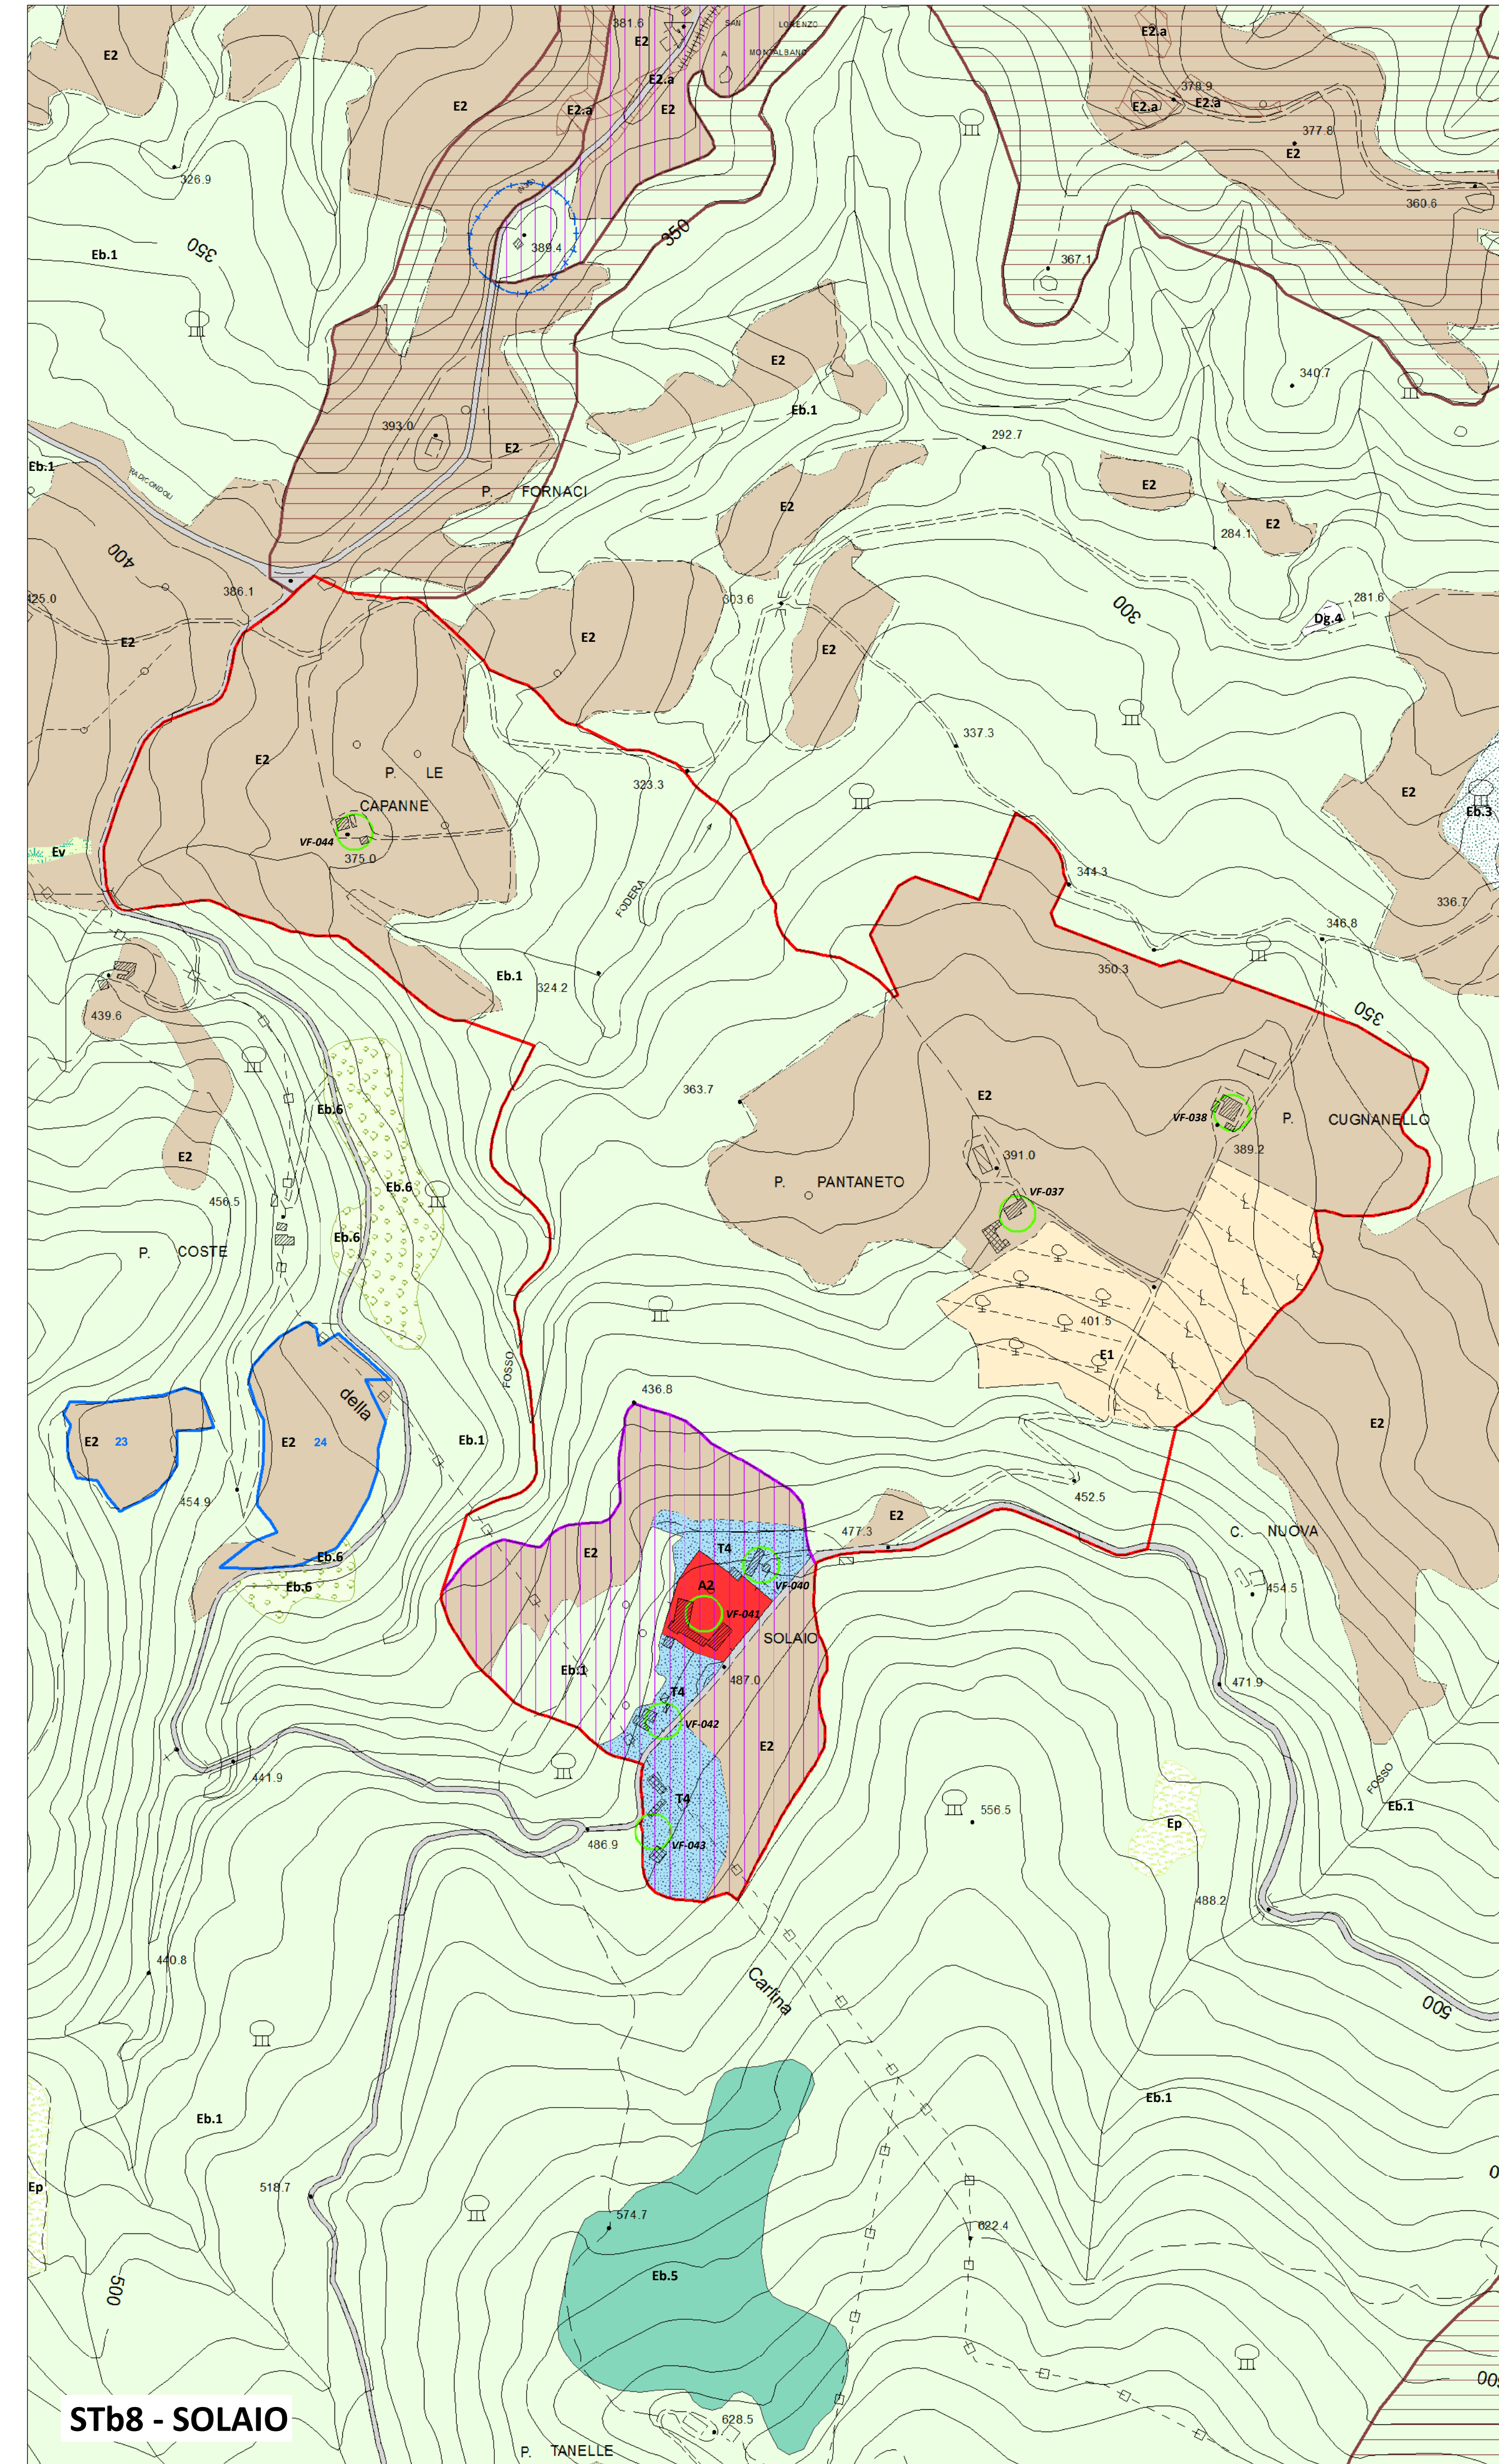 381.6
SAN LORENZO
E2
E2.a
E2
A MONTALBANO
E2.a
E2
E2.a
E2
E2.a
378.9
E2.a
E2.a
377.8
E2
326.9
360.6
350
389.4
350
Eb.1
367.1
E2
340.7
Eb.1
393.0
292.7
E2
Eb.1
RADICONDOLI
P. FORNACI
E2
E2
284.1
E2
400
386.1
425.0
303.6
300
281.6
Dg.4
E2
E2
E2
337.3
E2
P. LE
CAPANNE
323.3
E2
Eb.3
VF-044
375.0
Ev
344.3
FODERA
336.7
346.8
Eb.1
324.2
350.3
439.6
350
363.7
E2
Eb.6
VF-038
P. CUGNANELLO
389.2
E2
391.0
Eb.6
P. PANTANETO
VF-037
456.5
Eb.6
P. COSTE
401.5
E1
FOSSO
436.8
della
E2
E2 23
E2 24
Eb.1
454.9
452.5
E2
477.3
C. NUOVA
T4
E2
Eb.6
Eb.6
A2
VF-040
454.5
VF-041
SOLAIO
Eb.1
487.0
471.9
T4
VF-042
E2
441.9
FOSSO
T4
556.5
Eb.1
Ep
486.9
VF-043
488.2
440.8
Carlina
500
Eb.1
Eb.1
Ep
518.7
574.7
622.4
Eb.5
500
628.5
STb8 - SOLAIO
P. TANELLE